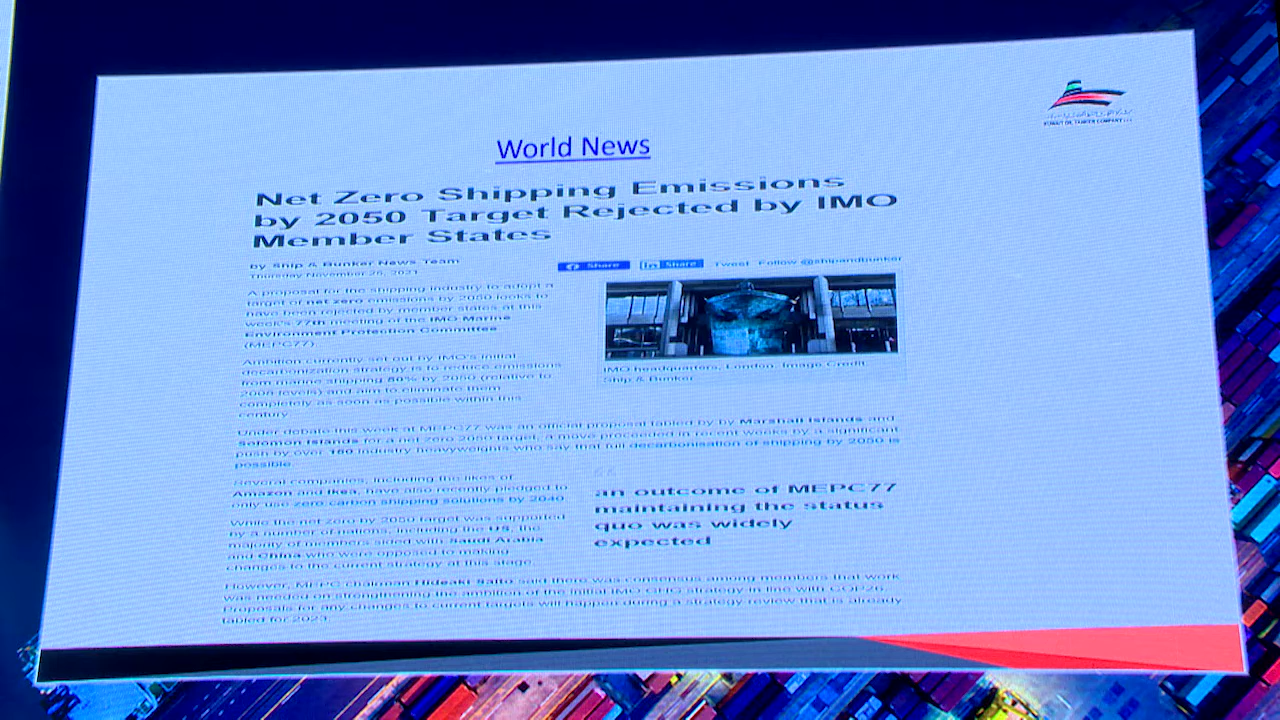 KUWAIT OIL TANKER COMPANY
World News
Net Zero Shipping Emissions
by 2050 Target Rejected by IMO
Member States
by Ship & Bunker News Team
Thursday November 25, 2021
Share
in Share
Tweet
Follow @shipandbunker
A proposal for the shipping industry to adopt a
target of net zero emissions by 2050 looks to
have been rejected by member states at this
week's 77th meeting of the IMO Marine
Environment Protection Committee
(MEPC77).
Ambition currently set out by IMO's initial
decarbonization strategy is to reduce emissions
from marine shipping 50% by 2050 (relative to
2008 levels) and aim to eliminate them
completely as soon as possible within this
century.
IMO headquarters, London. Image Credit:
Ship & Bunker
Under debate this week at MEPC77 was an official proposal tabled by by Marshall Islands and
Solomon Islands for a net zero 2050 target, a move proceeded in recent weeks by a significant
push by over 150 industry heavyweights who say that full decarbonisation of shipping by 2050 is
possible.
Several companies, including the likes of
Amazon and Ikea, have also recently pledged to
only use zero carbon shipping solutions by 2040.
While the net zero by 2050 target was supported
by a number of nations, including the US, the
majority of members sided with Saudi Arabia
and China who were opposed to making
changes to the current strategy at this stage.
“
an outcome of MEPC77
maintaining the status
quo was widely
expected
However, MEPC chairman Hideaki Saito said there was consensus among members that work
was needed on strengthening the ambition of the initial IMO GHG strategy in line with COP26.
Proposals for any changes to current targets will happen during a strategy review that is already
tabled for 2023.